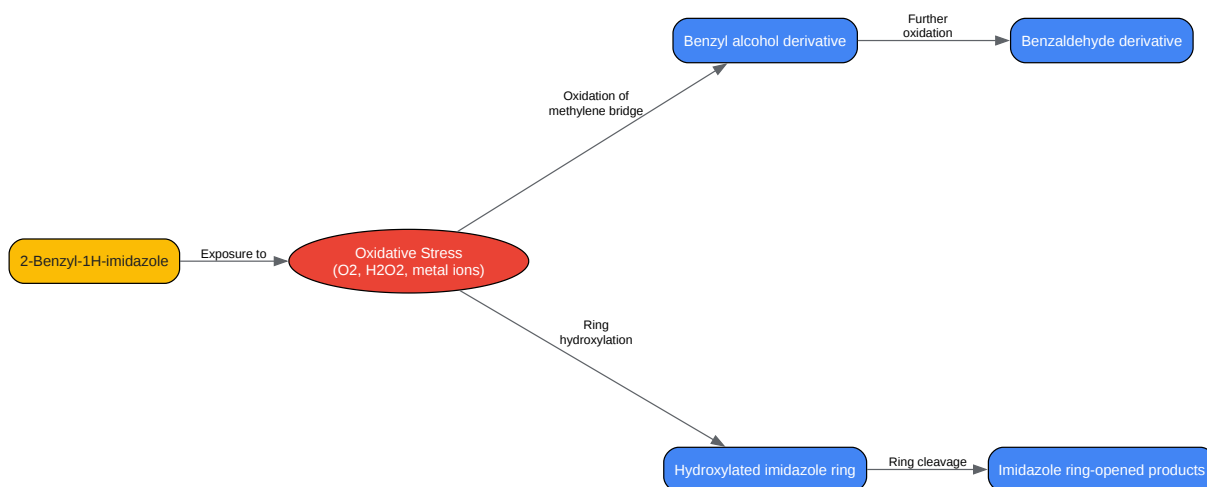 Further
oxidation
Benzyl alcohol derivative
Benzaldehyde derivative
Oxidation of
methylene bridge
2-Benzyl-1H-imidazole
Exposure to
Oxidative Stress
(O2, H2O2, metal ions)
Ring
hydroxylation
Hydroxylated imidazole ring
Ring cleavage
Imidazole ring-opened products